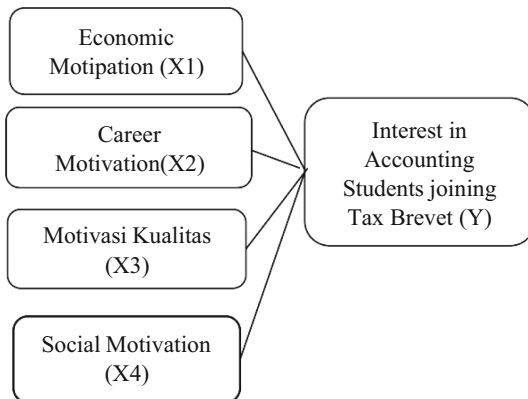 Economic
Motipation (X1)
Career
Motivation(X2)
Motivasi Kualitas
(X3)
Social Motivation
(X4)
Interest in
Accounting
Students joining
Tax Brevet (Y)